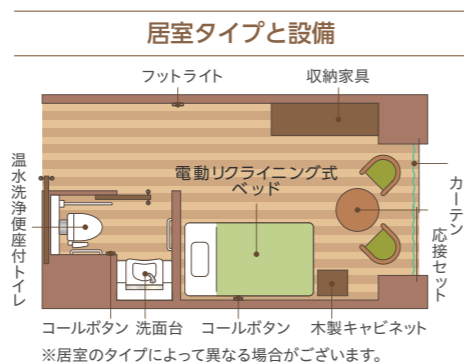 居室タイプと設備
フットライト
収納家具
温水洗浄便座付トイレ
電動リクライニング式
ベッド
カーテン
応接セット
コールボタン
洗面台
コールボタン
木製キャビネット
※居室のタイプによって異なる場合がございます。